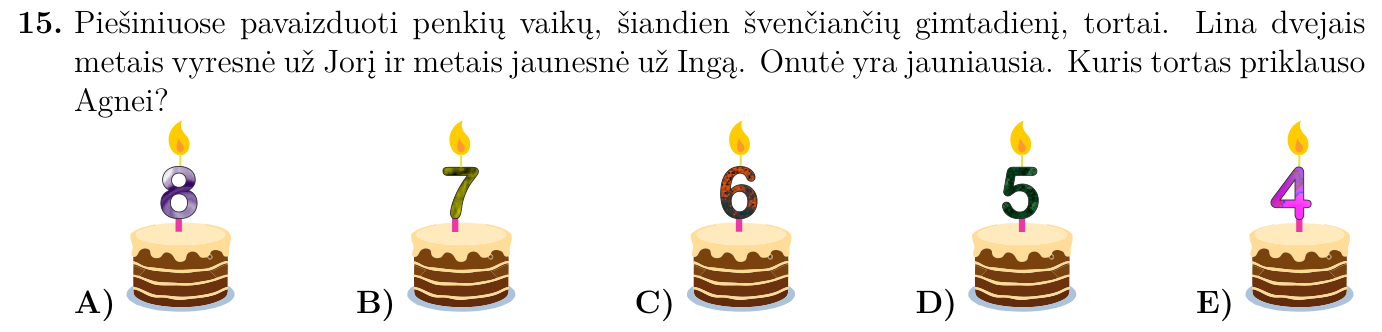 15. Piešiniuose pavaizduoti penkių vaikų, šiandien švenčiančių gimtadienį, tortai. Lina dvejais
metais vyresnė už Jorį ir metais jaunesnė už Ingą. Onutė yra jauniausia. Kuris tortas priklauso
Agnei?
8 7 6 5 4
A) B) C) D) E)